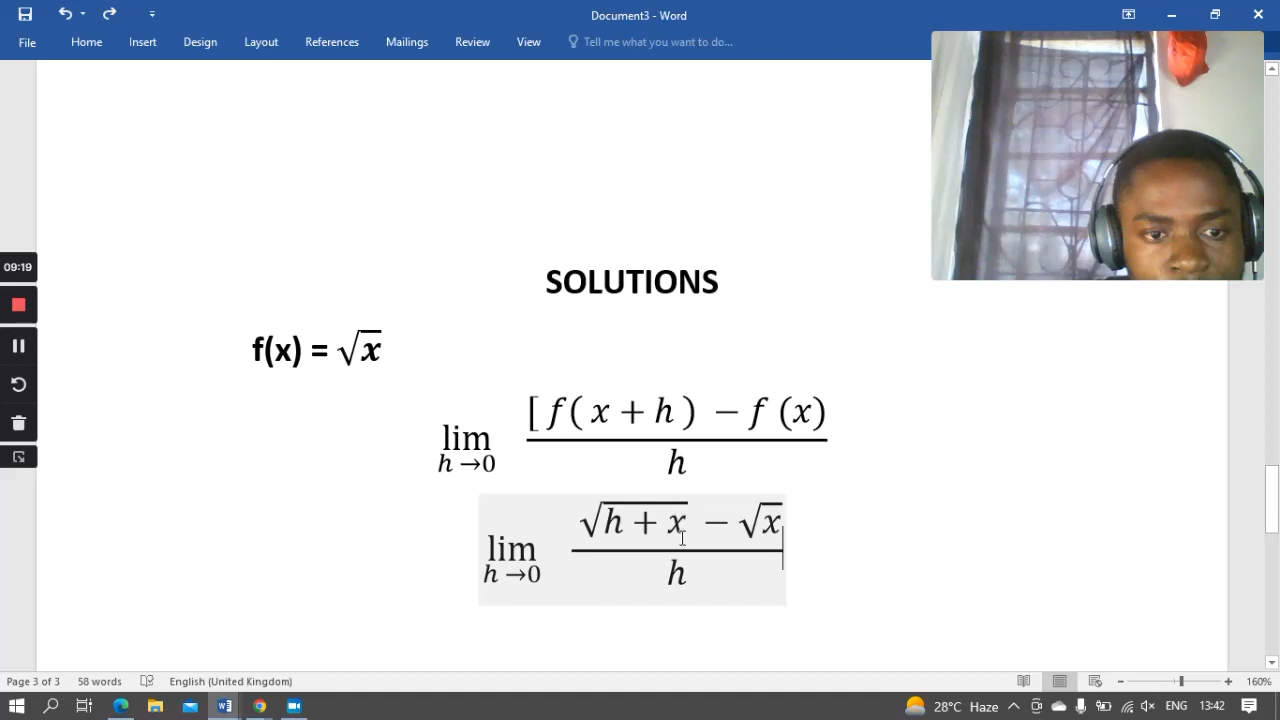 Document3 - Word
File Home Insert Design Layout References Mailings Review View Tell me what you want to do...
09:19
SOLUTIONS
f(x) = √x
lim h→0 [ f( x + h ) − f (x) / h
lim h→0 √h + x − √x / h
Page 3 of 3 58 words English (United Kingdom) 160%
28°C Haze ENG 13:42